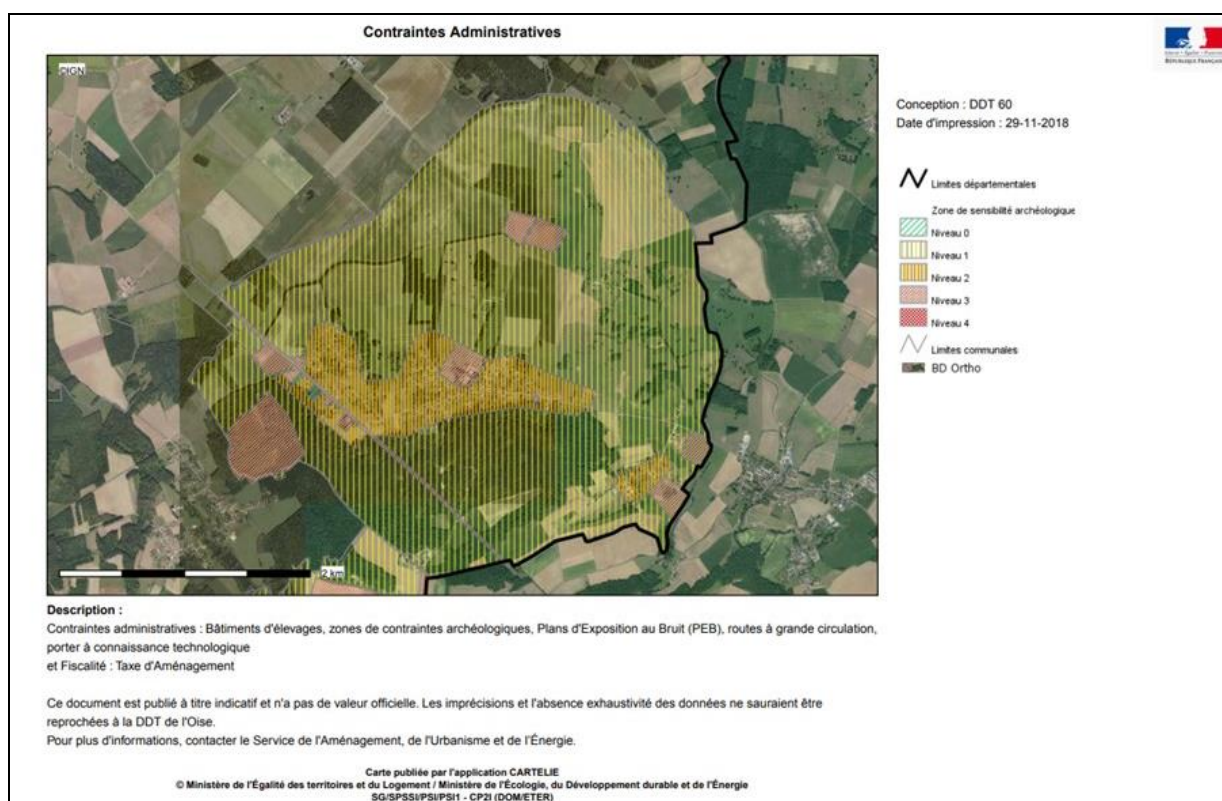 Contraintes Administratives
©IGN
2 km
RÉPUBLIQUE FRANÇAISE
Conception : DDT 60
Date d'impression : 29-11-2018
Limites départementales
Zone de sensibilité archéologique
Niveau 0
Niveau 1
Niveau 2
Niveau 3
Niveau 4
Limites communales
BD Ortho
Description :
Contraintes administratives : Bâtiments d'élevages, zones de contraintes archéologiques, Plans d'Exposition au Bruit (PEB), routes à grande circulation,
porter à connaissance technologique
et Fiscalité : Taxe d'Aménagement
Ce document est publié à titre indicatif et n'a pas de valeur officielle. Les imprécisions et l'absence exhaustivité des données ne sauraient être
reprochées à la DDT de l'Oise.
Pour plus d'informations, contacter le Service de l'Aménagement, de l'Urbanisme et de l'Énergie.
Carte publiée par l'application CARTELIE
© Ministère de l'Égalité des territoires et du Logement / Ministère de l'Écologie, du Développement durable et de l'Énergie
SG/SPSSI/PSI/PSI1 - CP2I (DOM/ETER)